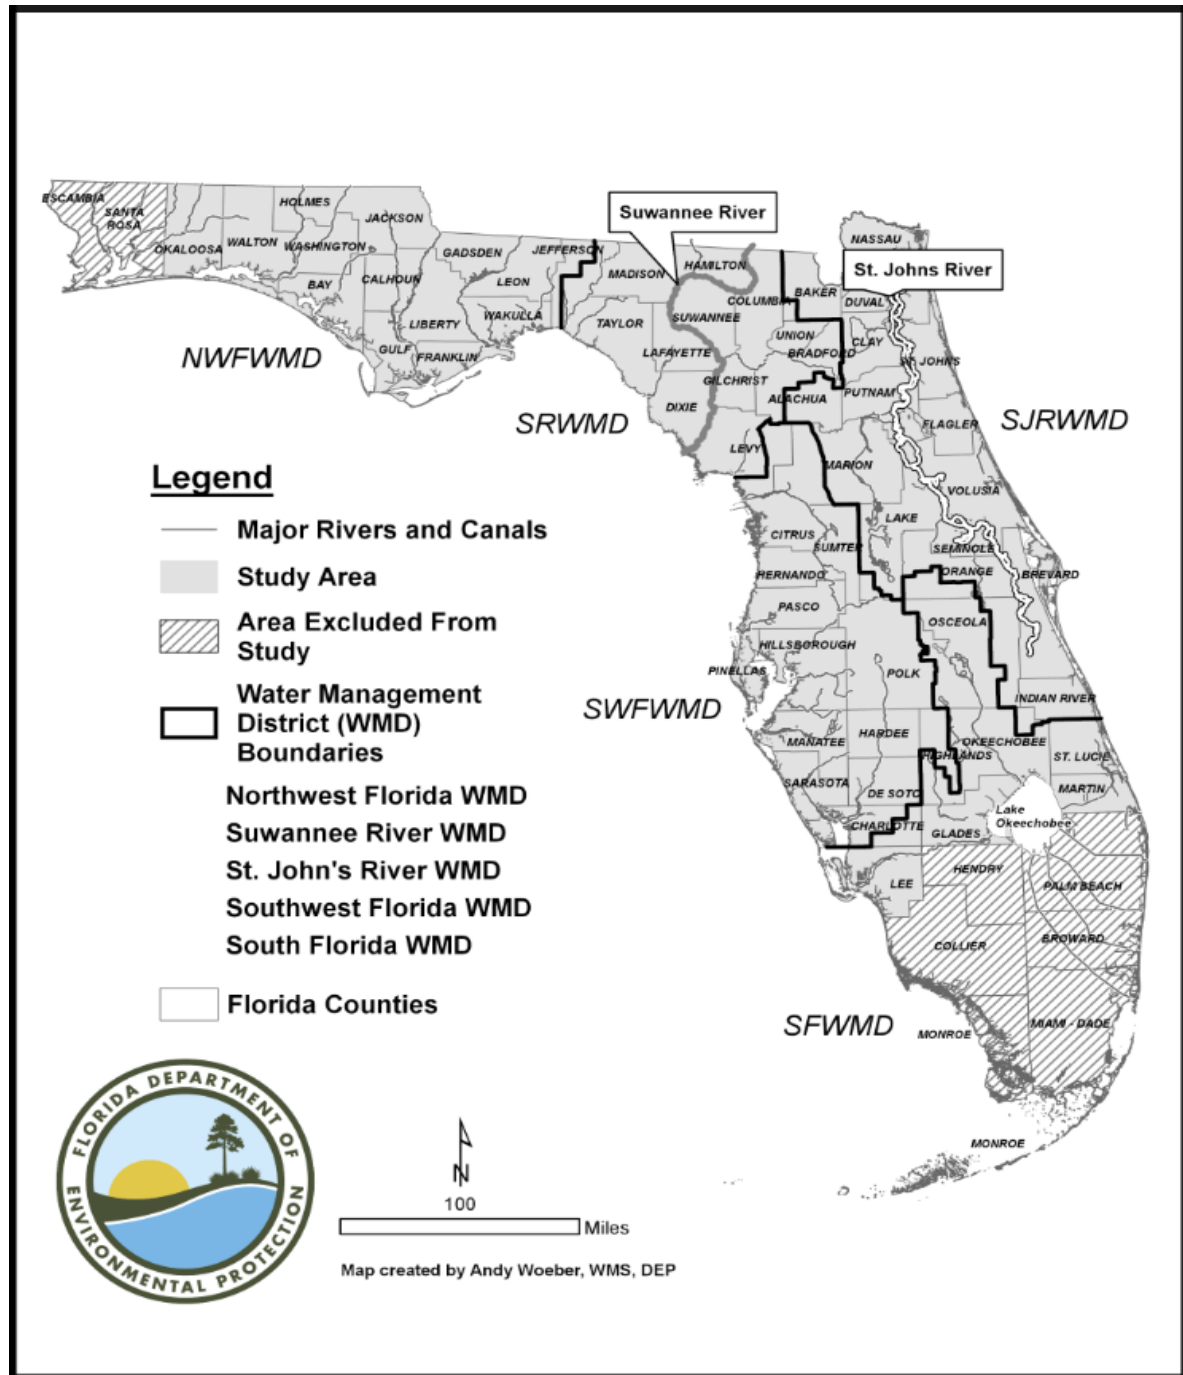 ESCAMBIA
SANTA
ROSA
OKALOOSA
WALTON
HOLMES
WASHINGTON
JACKSON
BAY
CALHOUN
GULF
LIBERTY
FRANKLIN
GADSDEN
LEON
WAKULLA
JEFFERSON
MADISON
TAYLOR
Suwannee River
HAMILTON
SUWANNEE
COLUMBIA
LAFAYETTE
DIXIE
GILCHRIST
LEVY
NASSAU
St. Johns River
BAKER
DUVAL
UNION
BRADFORD
CLAY
ST. JOHNS
ALACHUA
PUTNAM
FLAGLER
MARION
VOLUSIA
LAKE
CITRUS
SUMTER
SEMINOLE
HERNANDO
ORANGE
BREVARD
PASCO
OSCEOLA
HILLSBOROUGH
PINELLAS
POLK
INDIAN RIVER
MANATEE
HARDEE
OKEECHOBEE
HIGHLANDS
ST. LUCIE
SARASOTA
DE SOTO
MARTIN
Lake
Okeechobee
CHARLOTTE
GLADES
LEE
HENDRY
PALM BEACH
COLLIER
BROWARD
MIAMI - DADE
MONROE
MONROE
NWFWMD
SRWMD
SJRWMD
SWFWMD
SFWMD
Legend
Major Rivers and Canals
Study Area
Area Excluded From
Study
Water Management
District (WMD)
Boundaries
Northwest Florida WMD
Suwannee River WMD
St. John's River WMD
Southwest Florida WMD
South Florida WMD
Florida Counties
FLORIDA DEPARTMENT OF
ENVIRONMENTAL PROTECTION
N
100
Miles
Map created by Andy Woeber, WMS, DEP